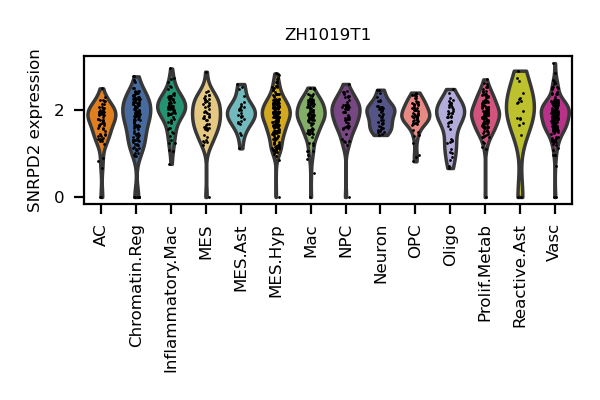 ZH1019T1
SNRPD2 expression
2
0
AC
Chromatin.Reg
Inflammatory.Mac
MES
MES.Ast
MES.Hyp
Mac
NPC
Neuron
OPC
Oligo
Prolif.Metab
Reactive.Ast
Vasc